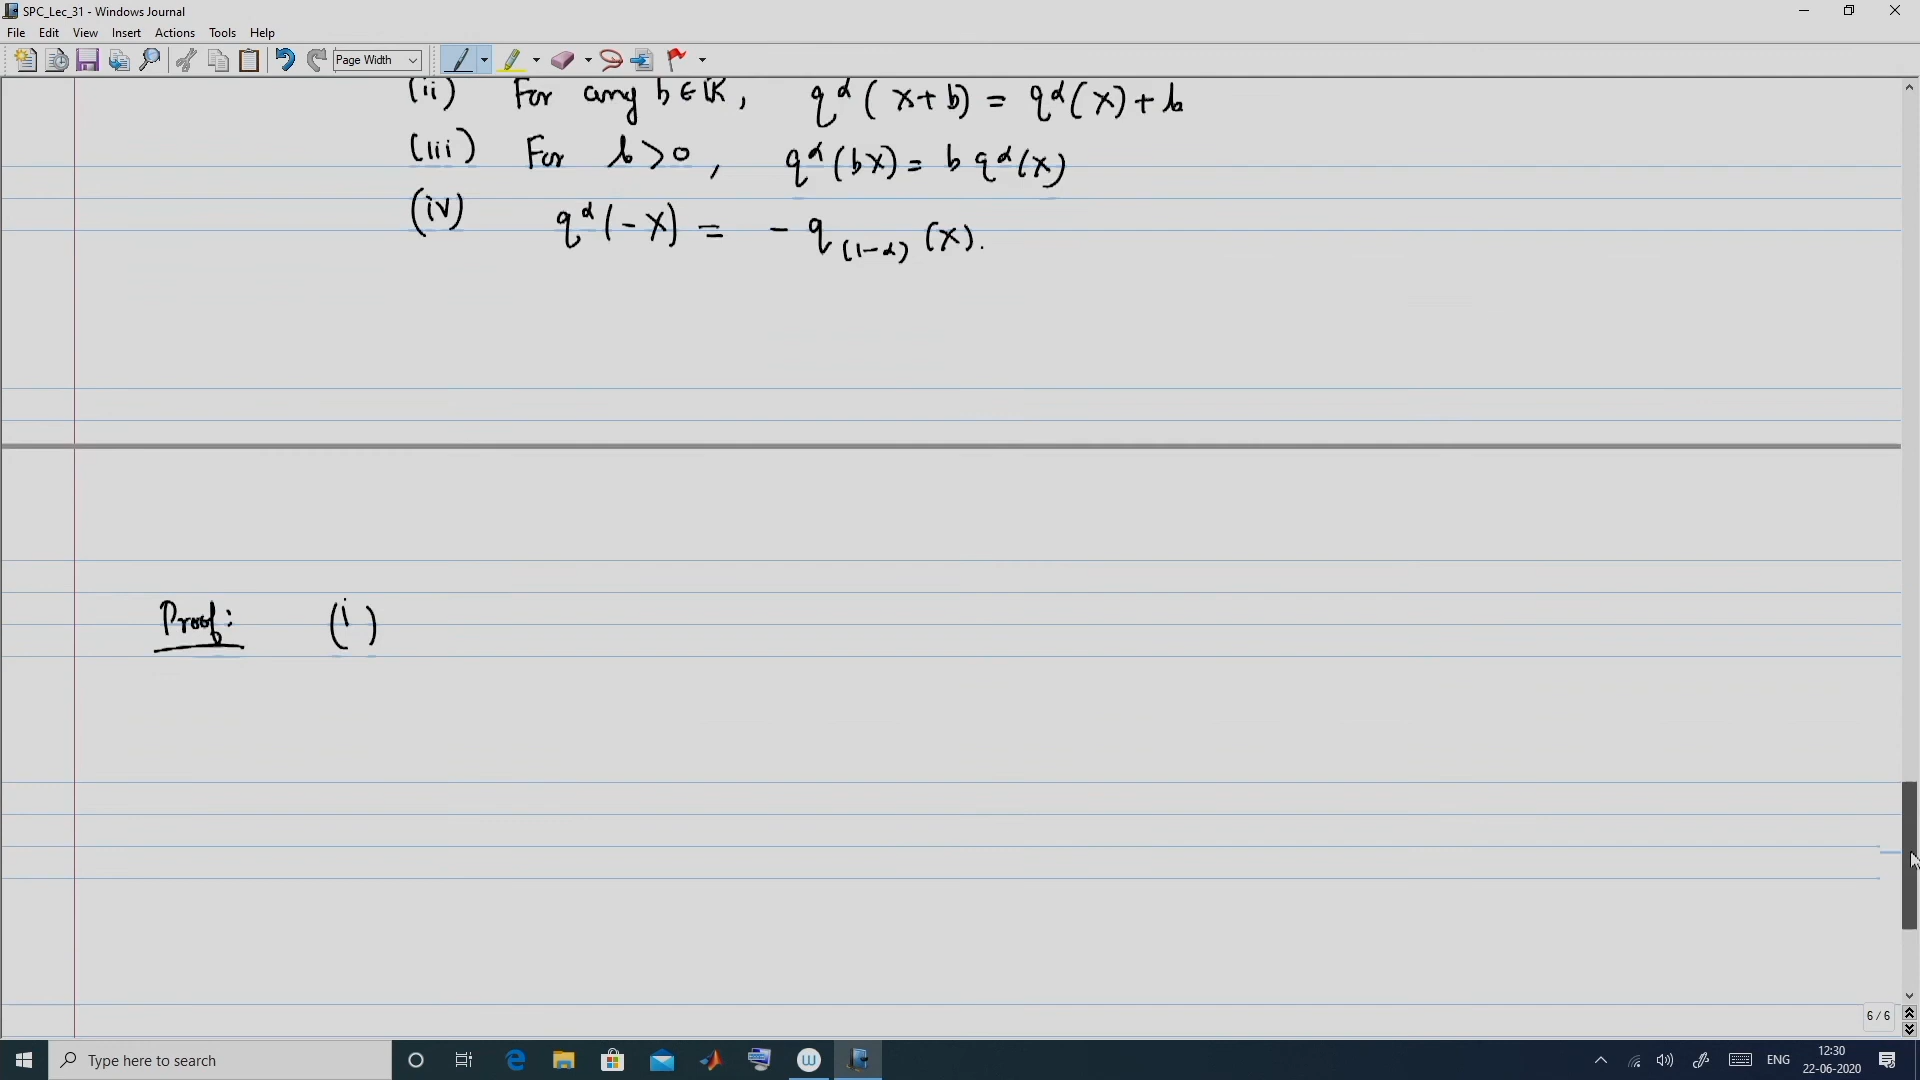 SPC_Lec_31 - Windows Journal
File Edit View Insert Actions Tools Help
Page Width
(ii) For any b ∈ ℝ, q^α(X+b) = q^α(X) + b
(iii) For b > 0, q^α(bX) = b q^α(X)
(iv) q^α(-X) = - q_(1-α) (X).
Proof: (i)
6 / 6
Type here to search
ENG
12:30
22-06-2020